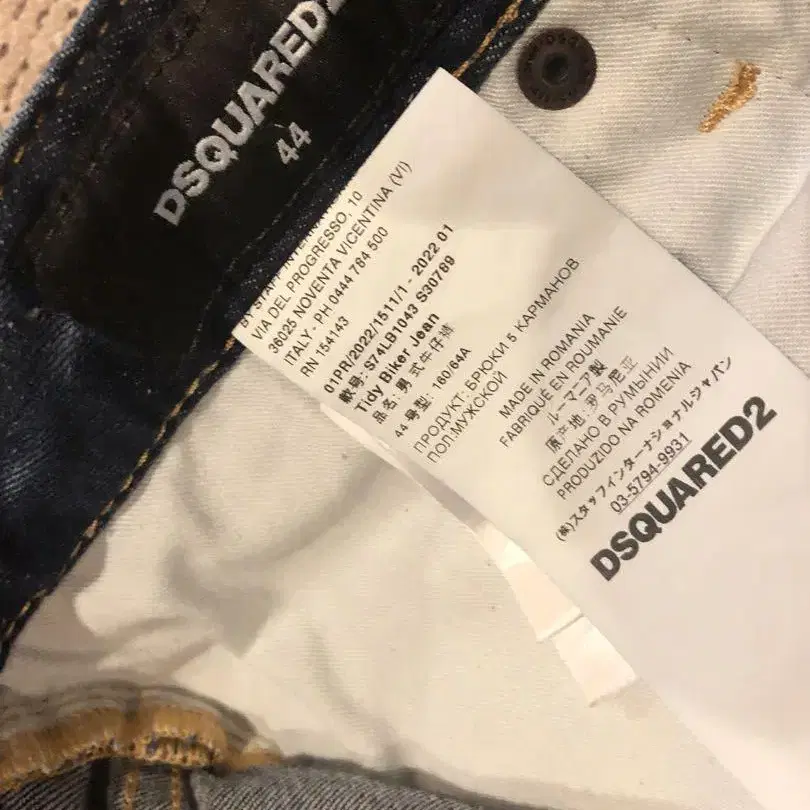 DSQUARED2
44
VIA DEL PROGRESSO, 10
36025 NOVENTA VICENTINA (VI)
ITALY - PH 0444 784 500
RN 154143
01PR/2022/1511/1- 2022 01
款号: S74LB1043 S30789
Tidy Biker Jean
品名: 男式牛仔裤
44 号型: 160/64A
ПРОДУКТ: БРЮКИ 5 КАРМАНОВ
ПОЛ:МУЖСКОЙ
MADE IN ROMANIA
FABRIQUÉ EN ROUMANIE
ルーマニア製
原产地: 罗马尼亚
СДЕЛАНО В РУМЫНИИ
PRODUZIDO NA ROMENIA
(株)スタッフインターナショナルジャパン
03-5794-9931
DSQUARED2